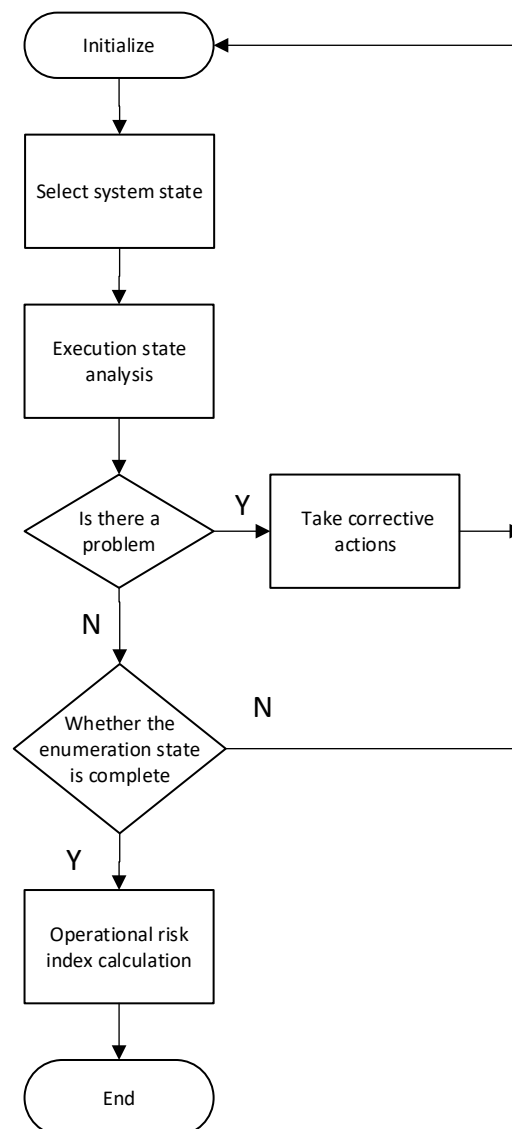 Initialize
Select system state
Execution state
analysis
Is there a
problem
Y
Take corrective
actions
N
Whether the
enumeration state
is complete
N
Y
Operational risk
index calculation
End